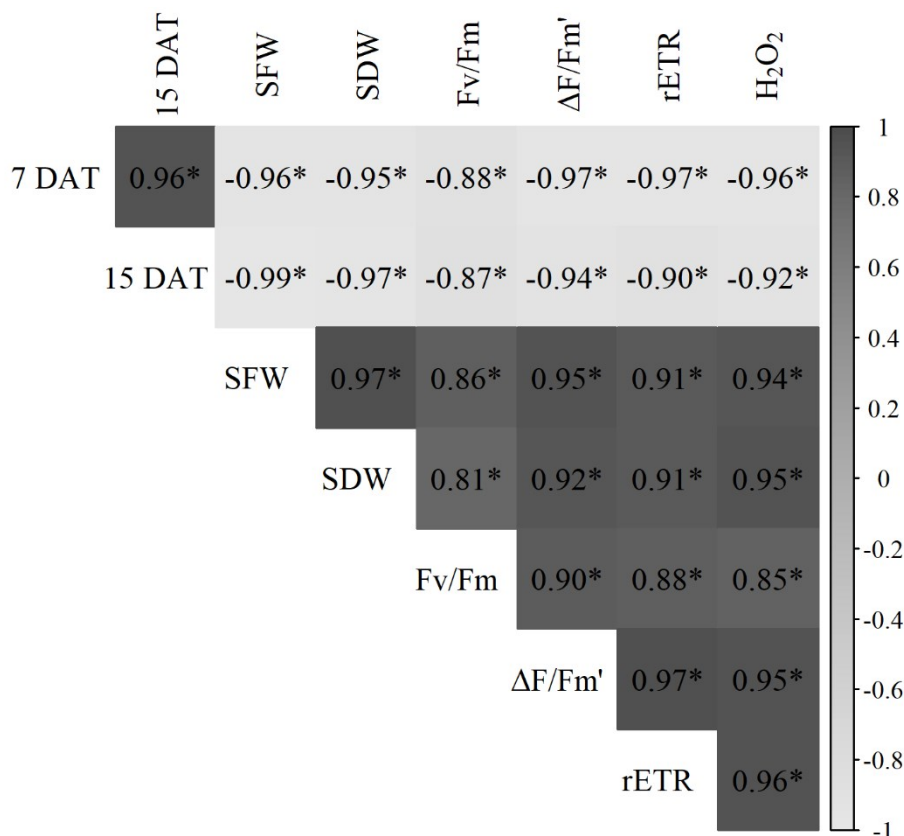 15 DAT SFW SDW Fv/Fm ΔF/Fm' rETR H₂O₂
7 DAT 0.96* -0.96* -0.95* -0.88* -0.97* -0.97* -0.96*
15 DAT -0.99* -0.97* -0.87* -0.94* -0.90* -0.92*
SFW 0.97* 0.86* 0.95* 0.91* 0.94*
SDW 0.81* 0.92* 0.91* 0.95*
Fv/Fm 0.90* 0.88* 0.85*
ΔF/Fm' 0.97* 0.95*
rETR 0.96*
1
0.8
0.6
0.4
0.2
0
-0.2
-0.4
-0.6
-0.8
-1